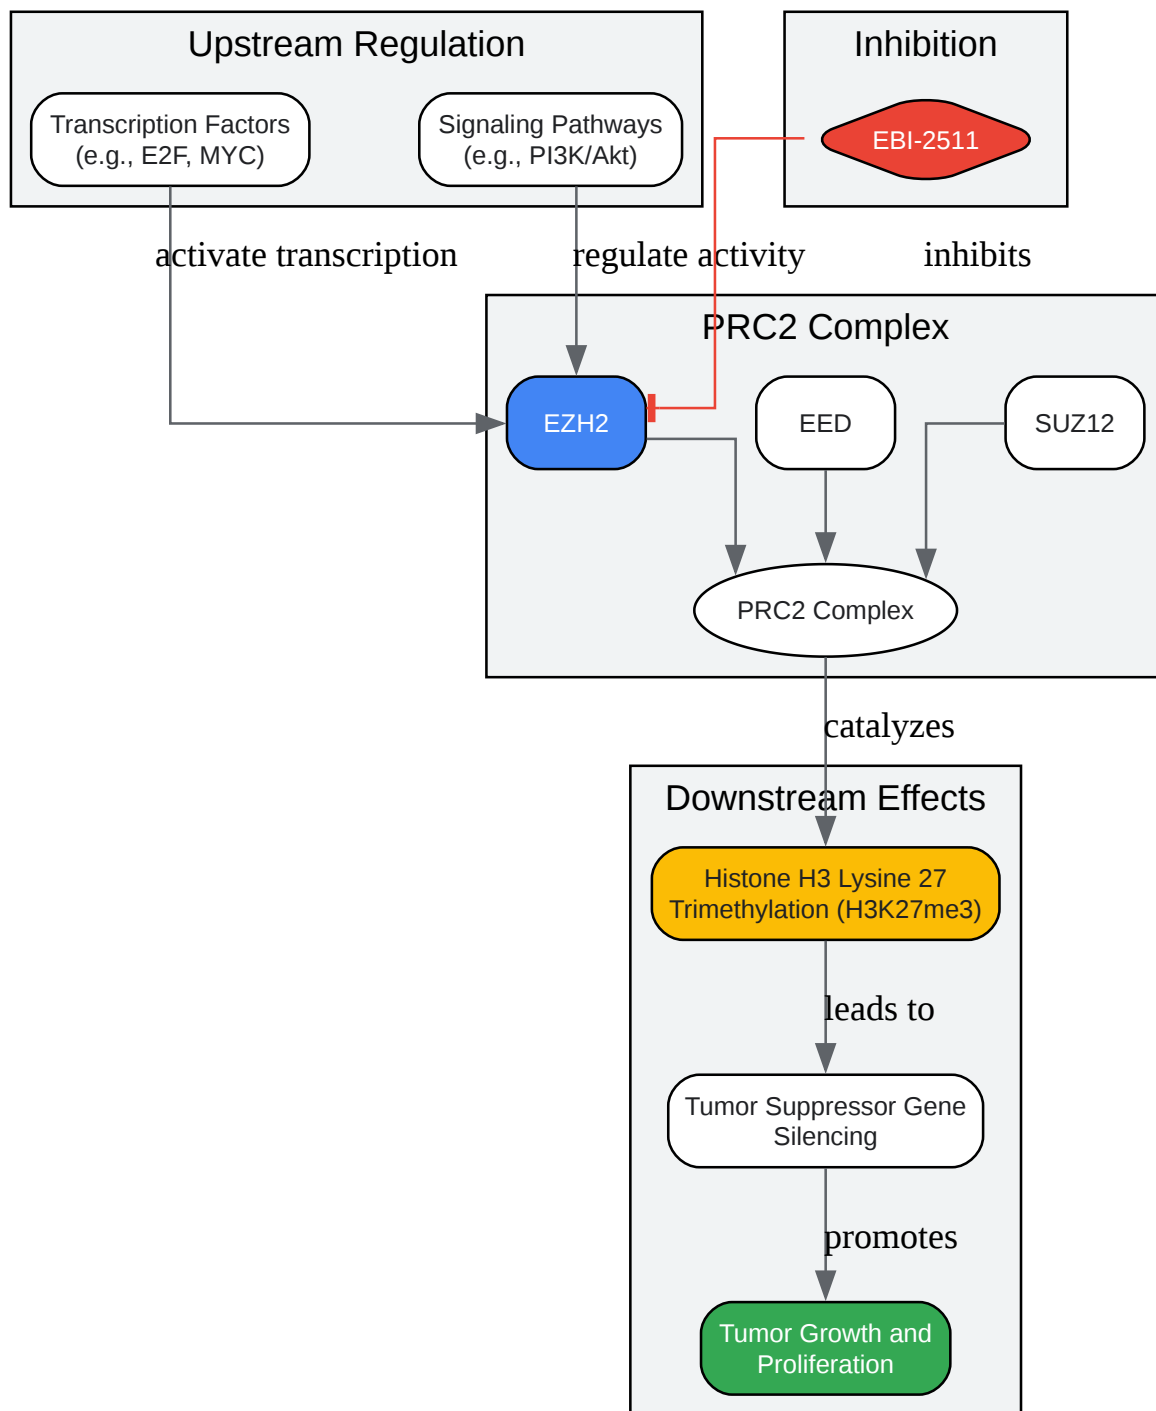 Upstream Regulation
Inhibition
Transcription Factors
(e.g., E2F, MYC)
Signaling Pathways
(e.g., PI3K/Akt)
EBI-2511
activate transcription
regulate activity
inhibits
PRC2 Complex
EZH2
EED
SUZ12
PRC2 Complex
catalyzes
Downstream Effects
Histone H3 Lysine 27
Trimethylation (H3K27me3)
leads to
Tumor Suppressor Gene
Silencing
promotes
Tumor Growth and
Proliferation